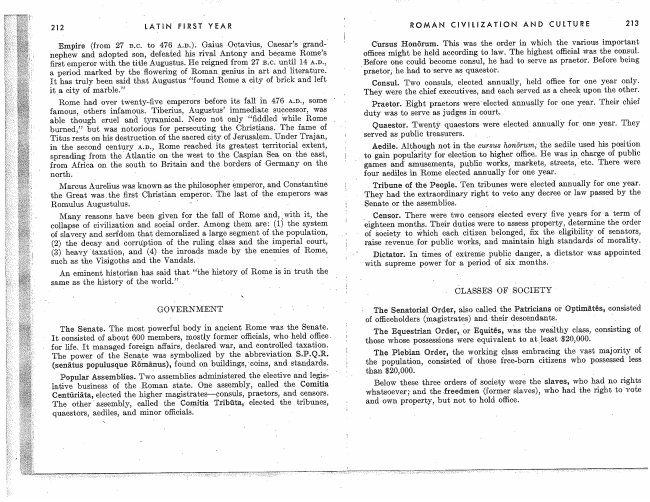 212 LATIN FIRST YEAR
Empire (from 27 B.C. to 476 A.D.). Gaius Octavius, Caesar's grand-
nephew and adopted son, defeated his rival Antony and became Rome's
first emperor with the title Augustus. He reigned from 27 B.C. until 14 A.D.,
a period marked by the flowering of Roman genius in art and literature.
It has truly been said that Augustus "found Rome a city of brick and left
it a city of marble."
Rome had over twenty-five emperors before its fall in 476 A.D., some
famous, others infamous. Tiberius, Augustus' immediate successor, was
able though cruel and tyrannical. Nero not only "fiddled while Rome
burned," but was notorious for persecuting the Christians. The fame of
Titus rests on his destruction of the sacred city of Jerusalem. Under Trajan,
in the second century A.D., Rome reached its greatest territorial extent,
spreading from the Atlantic on the west to the Caspian Sea on the east,
from Africa on the south to Britain and the borders of Germany on the
north.
Marcus Aurelius was known as the philosopher emperor, and Constantine
the Great was the first Christian emperor. The last of the emperors was
Romulus Augustulus.
Many reasons have been given for the fall of Rome and, with it, the
collapse of civilization and social order. Among them are: (1) the system
of slavery and serfdom that demoralized a large segment of the population,
(2) the decay and corruption of the ruling class and the imperial court,
(3) heavy taxation, and (4) the inroads made by the enemies of Rome,
such as the Visigoths and the Vandals.
An eminent historian has said that "the history of Rome is in truth the
same as the history of the world."
GOVERNMENT
The Senate. The most powerful body in ancient Rome was the Senate.
It consisted of about 600 members, mostly former officials, who held office
for life. It managed foreign affairs, declared war, and controlled taxation.
The power of the Senate was symbolized by the abbreviation S.P.Q.R.
(senātus populusque Rōmānus), found on buildings, coins, and standards.
Popular Assemblies. Two assemblies administered the elective and legis-
lative business of the Roman state. One assembly, called the Comitia
Centūriāta, elected the higher magistrates—consuls, praetors, and censors.
The other assembly, called the Comitia Tribūta, elected the tribunes,
quaestors, aediles, and minor officials.
ROMAN CIVILIZATION AND CULTURE 213
Cursus Honōrum. This was the order in which the various important
offices might be held according to law. The highest official was the consul.
Before one could become consul, he had to serve as praetor. Before being
praetor, he had to serve as quaestor.
Consul. Two consuls, elected annually, held office for one year only.
They were the chief executives, and each served as a check upon the other.
Praetor. Eight praetors were elected annually for one year. Their chief
duty was to serve as judges in court.
Quaestor. Twenty quaestors were elected annually for one year. They
served as public treasurers.
Aedile. Although not in the cursus honōrum, the aedile used his position
to gain popularity for election to higher office. He was in charge of public
games and amusements, public works, markets, streets, etc. There were
four aediles in Rome elected annually for one year.
Tribune of the People. Ten tribunes were elected annually for one year.
They had the extraordinary right to veto any decree or law passed by the
Senate or the assemblies.
Censor. There were two censors elected every five years for a term of
eighteen months. Their duties were to assess property, determine the order
of society to which each citizen belonged, fix the eligibility of senators,
raise revenue for public works, and maintain high standards of morality.
Dictator. In times of extreme public danger, a dictator was appointed
with supreme power for a period of six months.
CLASSES OF SOCIETY
The Senatorial Order, also called the Patricians or Optimātēs, consisted
of officeholders (magistrates) and their descendants.
The Equestrian Order, or Equitēs, was the wealthy class, consisting of
those whose possessions were equivalent to at least $20,000.
The Plebian Order, the working class embracing the vast majority of
the population, consisted of those free-born citizens who possessed less
than $20,000.
Below these three orders of society were the slaves, who had no rights
whatsoever; and the freedmen (former slaves), who had the right to vote
and own property, but not to hold office.